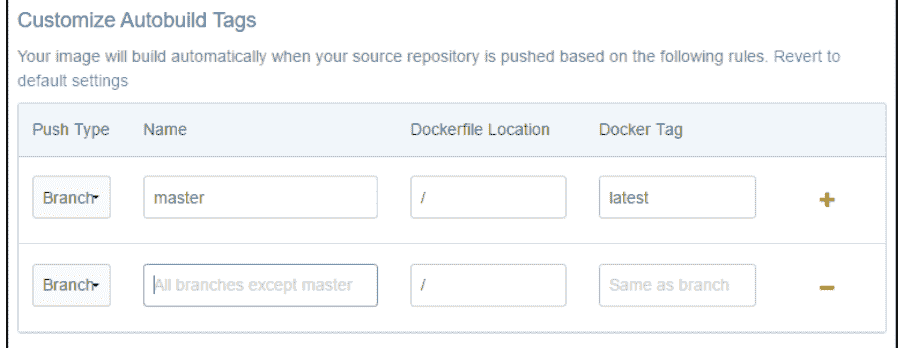 Customize Autobuild Tags
Your image will build automatically when your source repository is pushed based on the following rules. Revert to
default settings
Push Type Name Dockerfile Location Docker Tag
Branch master / latest
Branch All branches except master / Same as branch